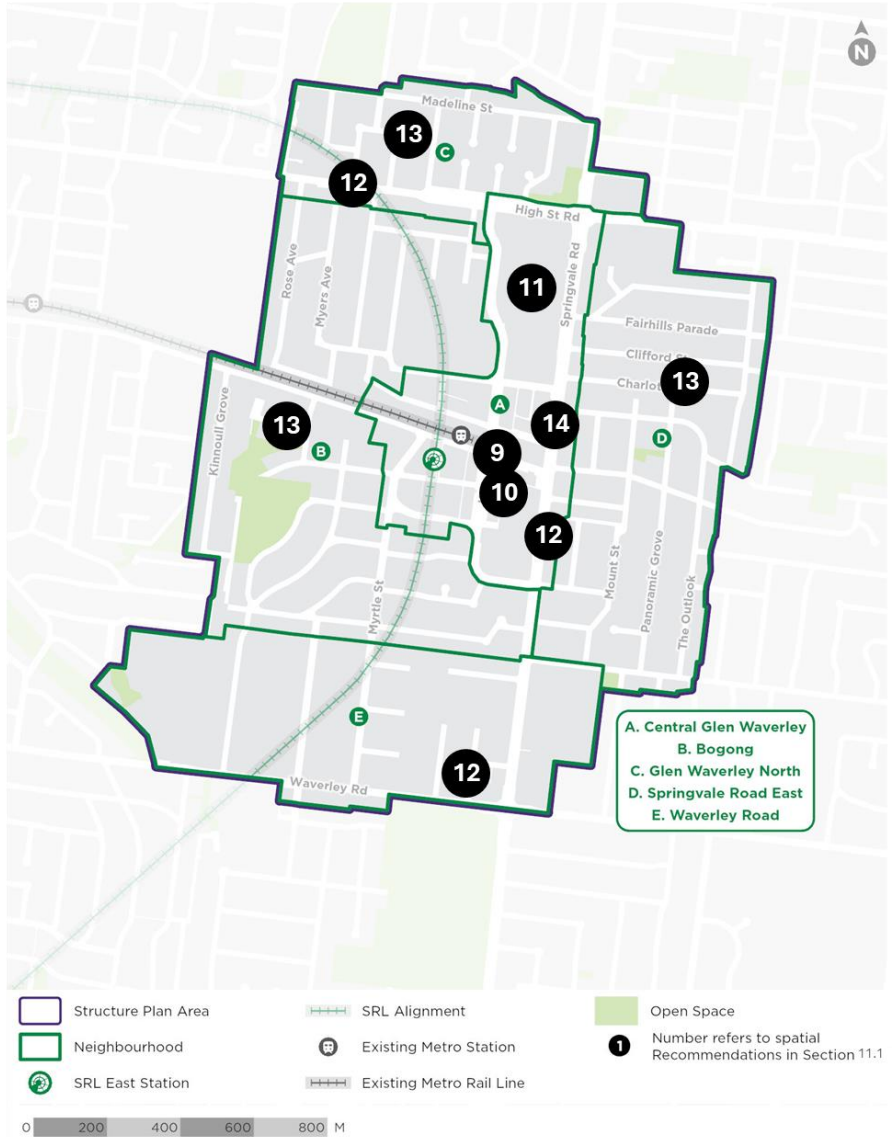 N
Madeline St
13
C
12
High St Rd
Rose Ave
Myers Ave
11
Springvale Rd
Fairhills Parade
Clifford St
Charlot
13
Kinnoull Grove
13
B
A
14
D
9
10
12
Mount St
Panoramic Grove
The Outlook
Myrtle St
E
12
Waverley Rd
A. Central Glen Waverley
B. Bogong
C. Glen Waverley North
D. Springvale Road East
E. Waverley Road
Structure Plan Area
Neighbourhood
SRL East Station
SRL Alignment
Existing Metro Station
Existing Metro Rail Line
Open Space
1
Number refers to spatial
Recommendations in Section 11.1
0 200 400 600 800 M